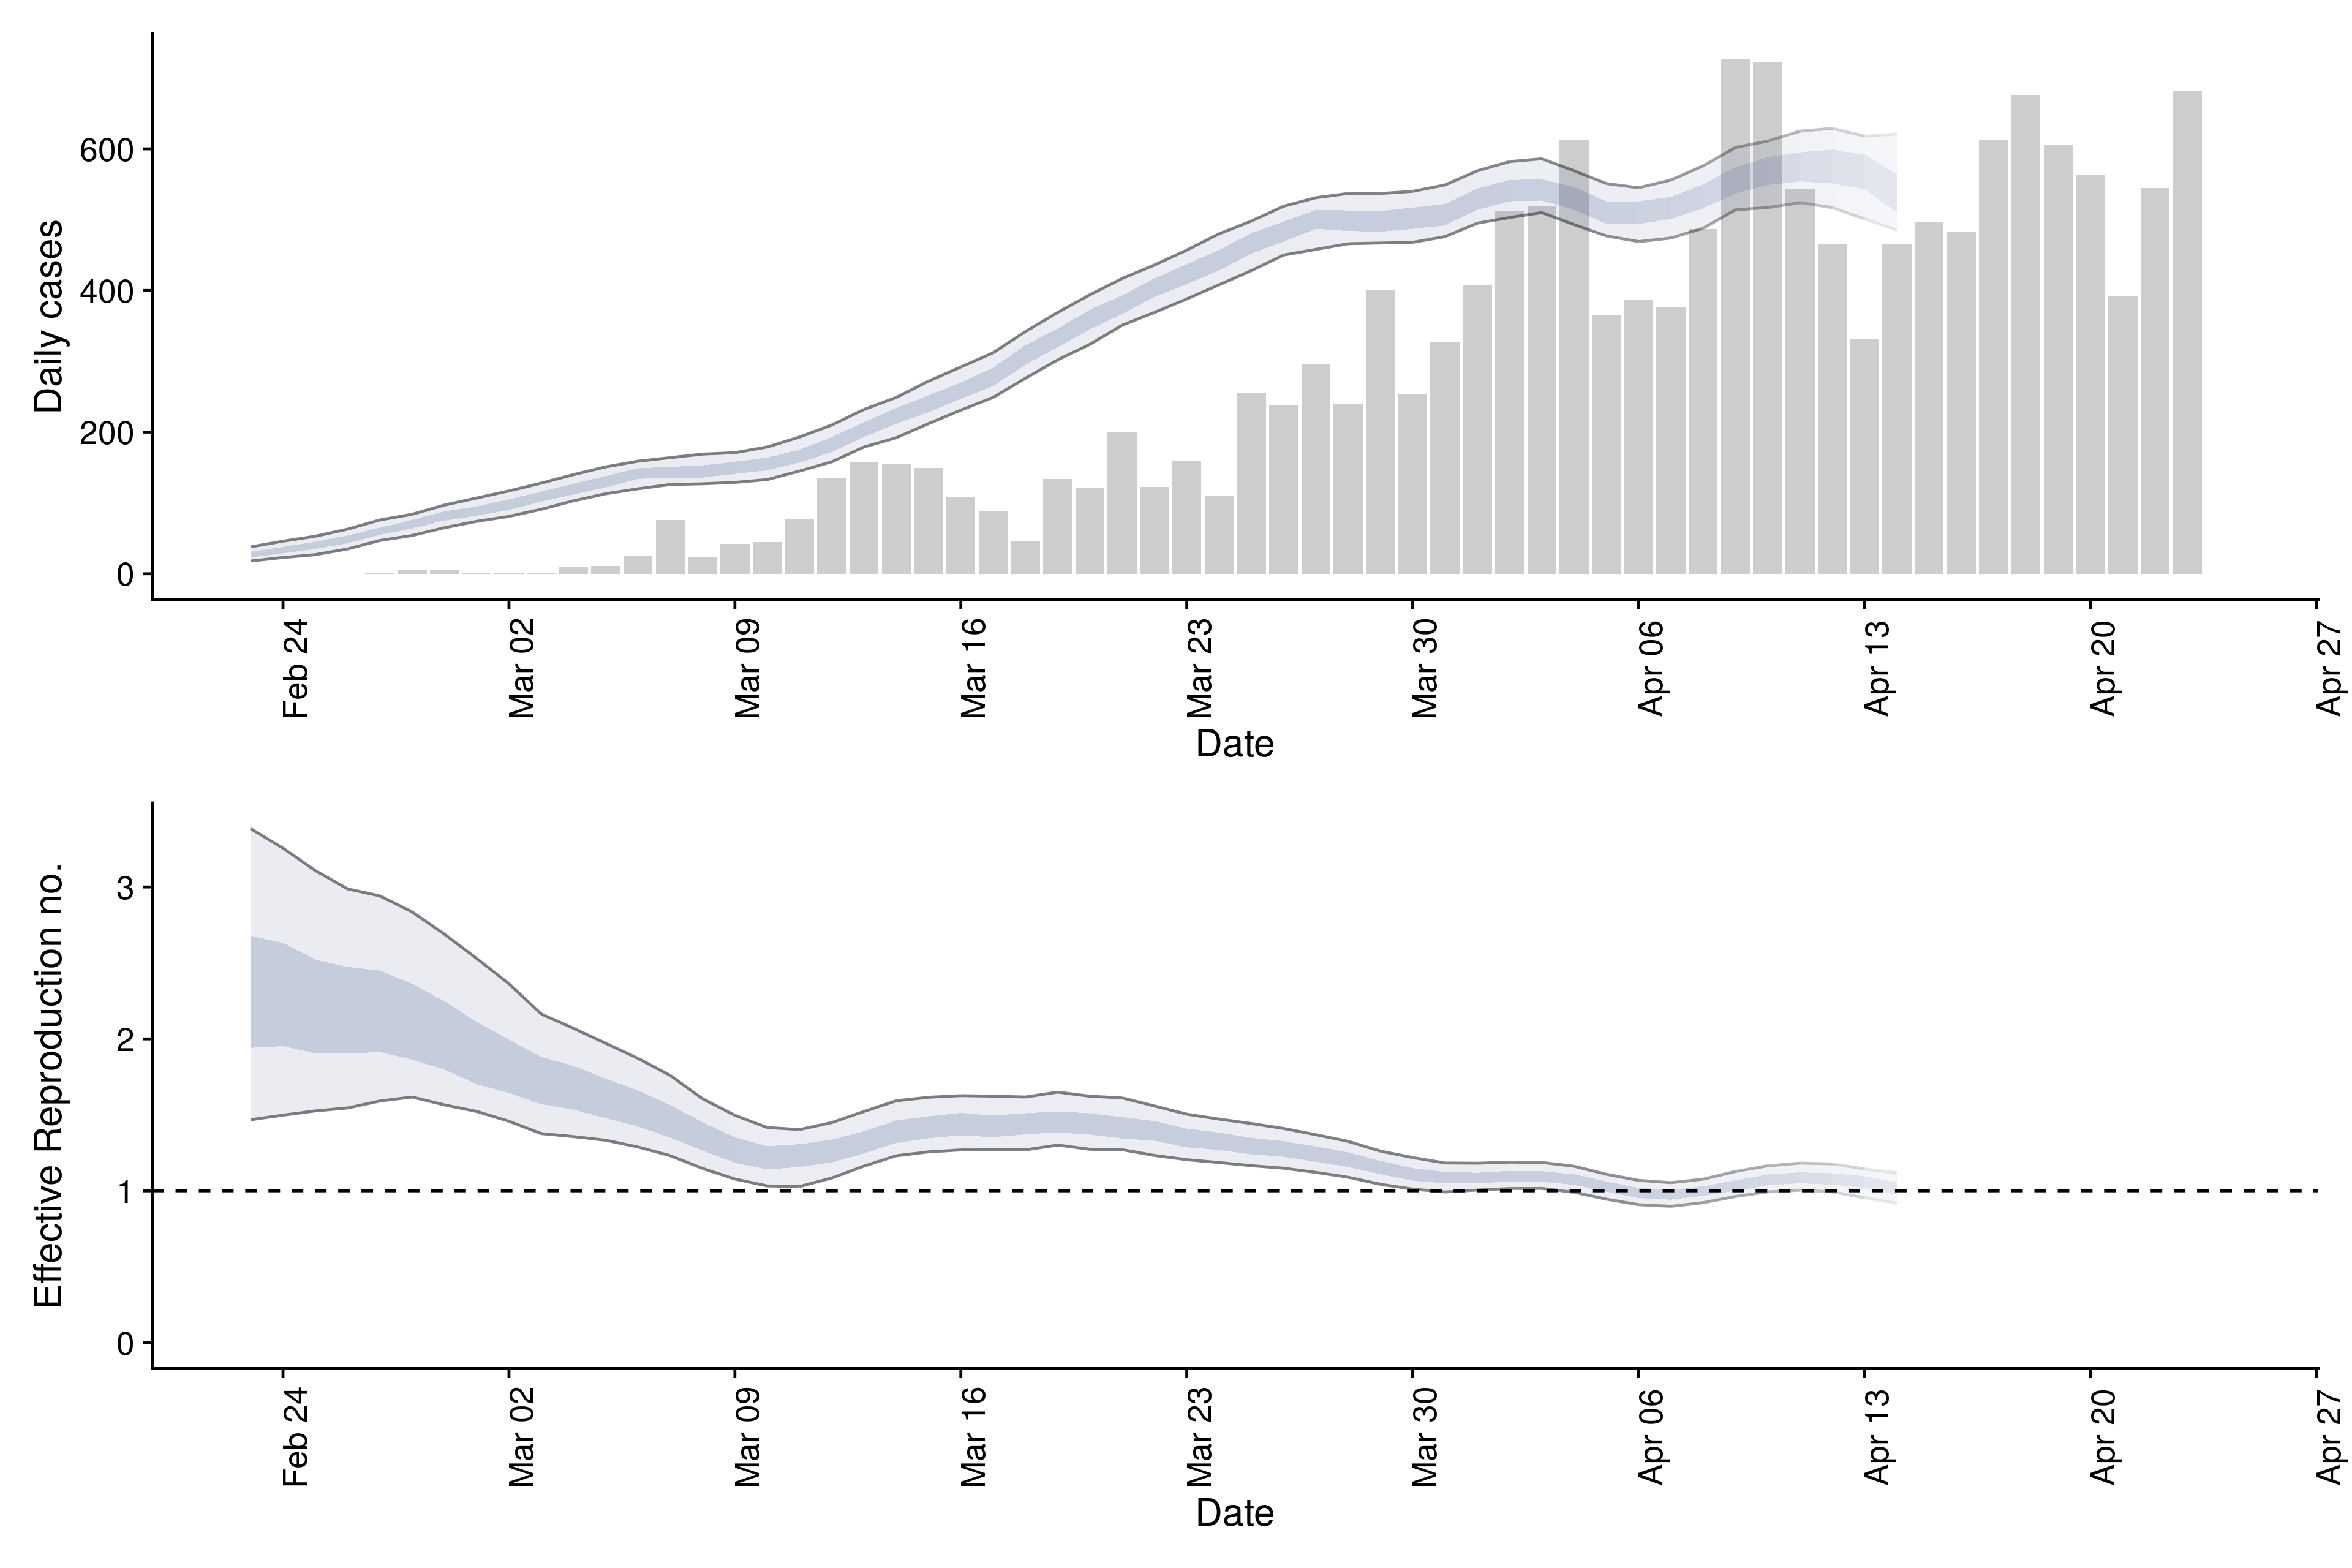 Daily cases
600
400
200
0
Feb 24
Mar 02
Mar 09
Mar 16
Mar 23
Mar 30
Apr 06
Apr 13
Apr 20
Apr 27
Date
Effective Reproduction no.
3
2
1
0
Feb 24
Mar 02
Mar 09
Mar 16
Mar 23
Mar 30
Apr 06
Apr 13
Apr 20
Apr 27
Date